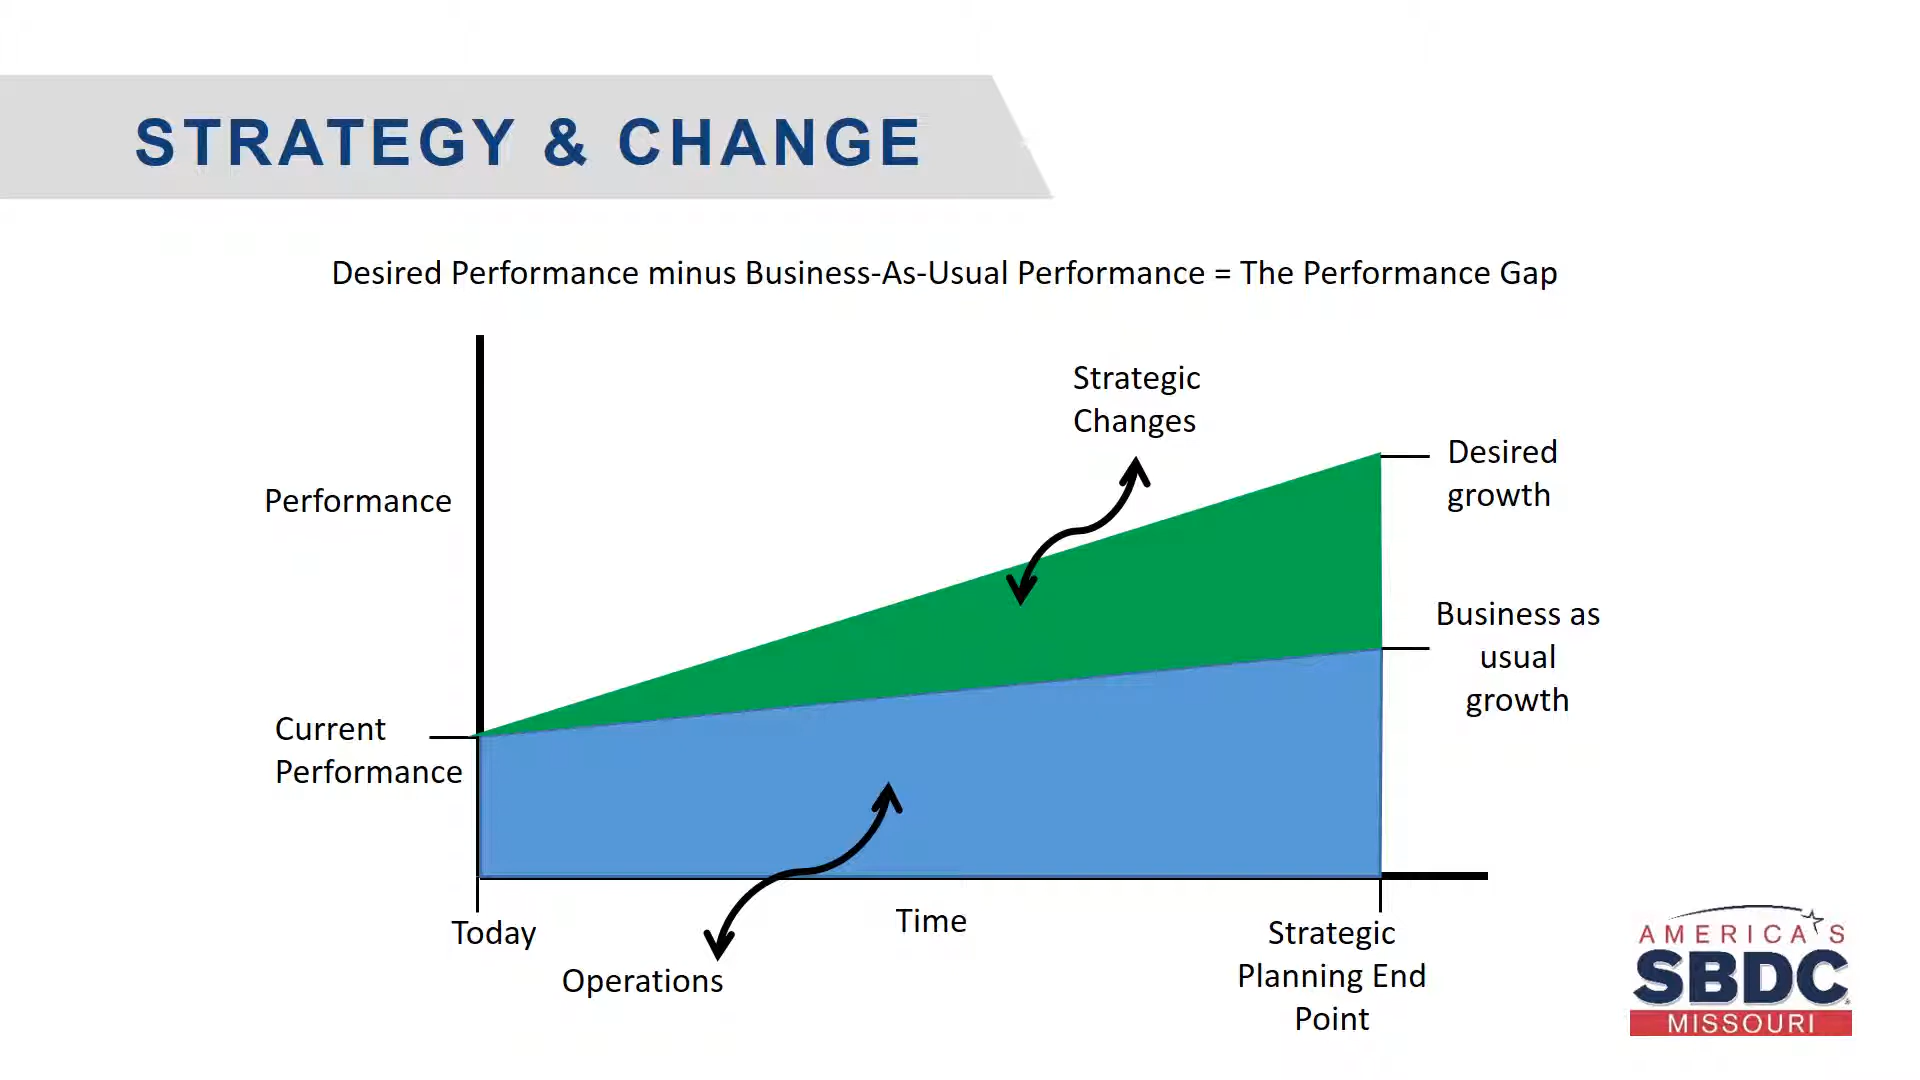 STRATEGY & CHANGE
Desired Performance minus Business-As-Usual Performance = The Performance Gap
Strategic
Changes
Desired
growth
Performance
Business as
usual
growth
Current
Performance
Today
Time
Strategic
Planning End
Point
Operations
AMERICA'S
SBDC
MISSOURI